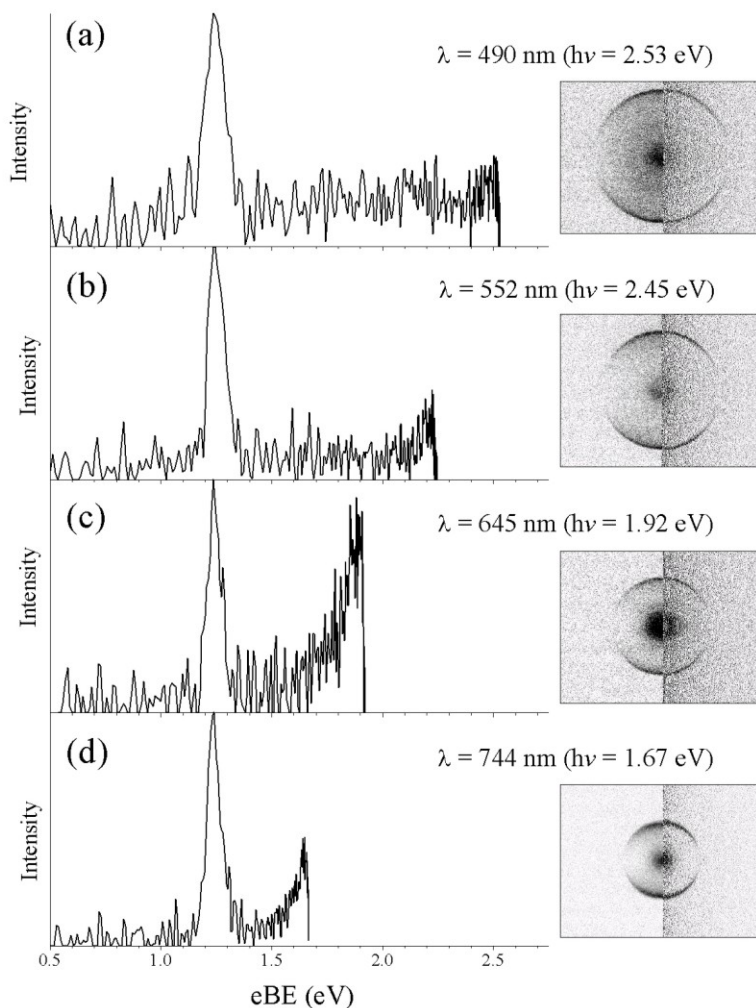 (a)
λ = 490 nm (hν = 2.53 eV)
Intensity
(b)
λ = 552 nm (hν = 2.45 eV)
Intensity
(c)
λ = 645 nm (hν = 1.92 eV)
Intensity
(d)
λ = 744 nm (hν = 1.67 eV)
Intensity
0.5 1.0 1.5 2.0 2.5
eBE (eV)